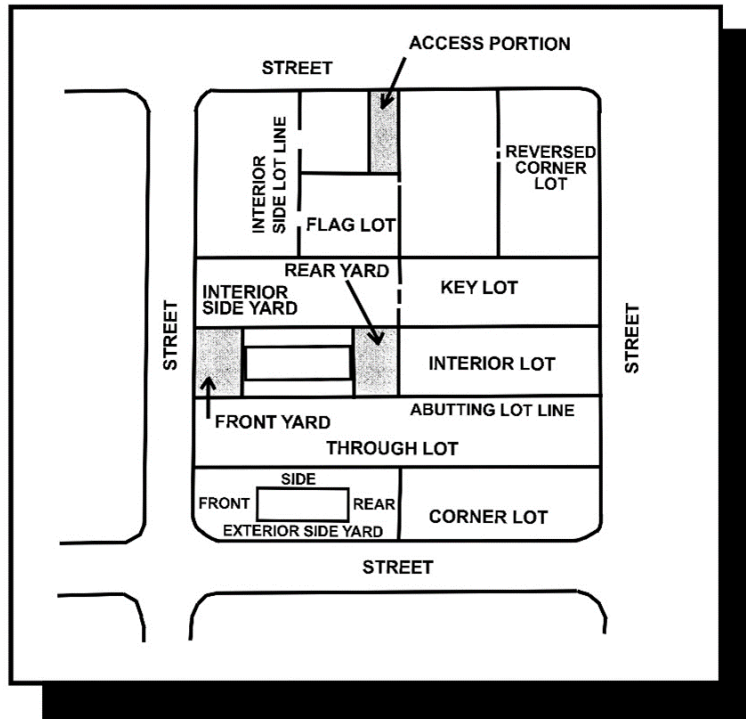 ACCESS PORTION
STREET
INTERIOR
SIDE LOT LINE
REVERSED
CORNER
LOT
FLAG LOT
REAR YARD
KEY LOT
INTERIOR
SIDE YARD
STREET
STREET
INTERIOR LOT
ABUTTING LOT LINE
FRONT YARD
THROUGH LOT
SIDE
FRONT
REAR
EXTERIOR SIDE YARD
CORNER LOT
STREET